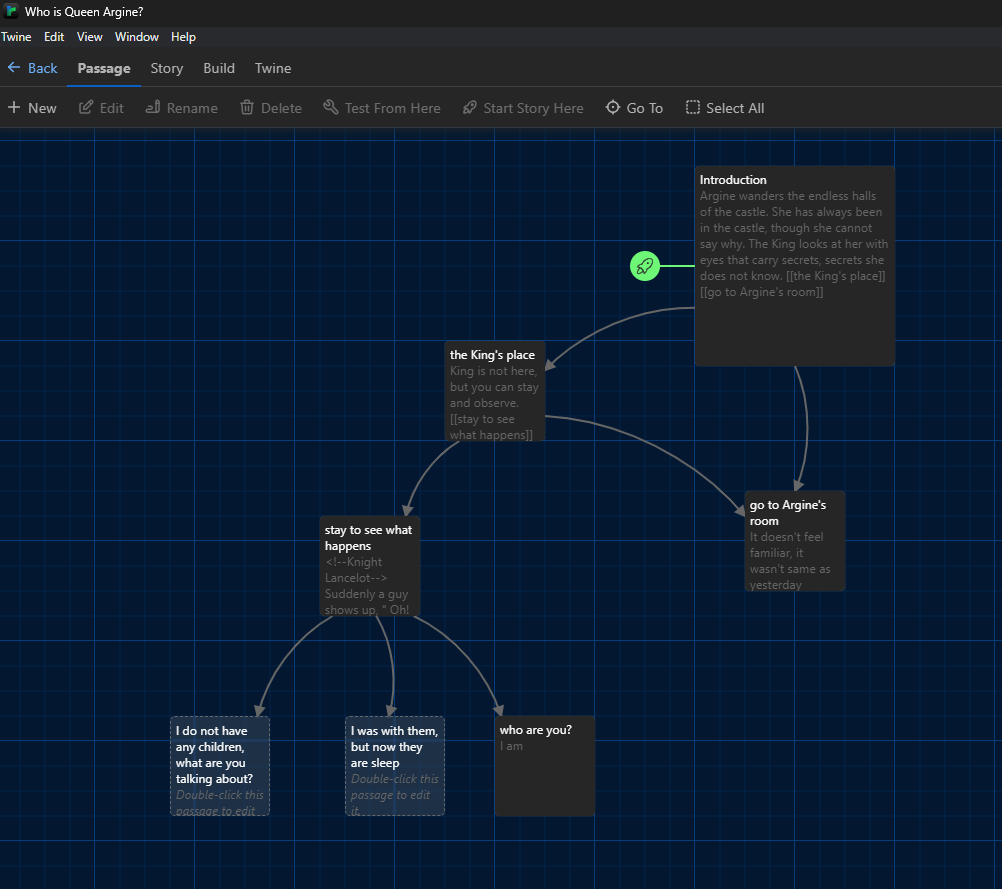 Who is Queen Argine?
Twine Edit View Window Help
Back Passage Story Build Twine
New Edit Rename Delete Test From Here Start Story Here Go To Select All
Introduction
Argine wanders the endless halls
of the castle. She has always been
in the castle, though she cannot
say why. The King looks at her with
eyes that carry secrets, secrets she
does not know. [[the King's place]]
[[go to Argine's room]]
the King's place
King is not here,
but you can stay
and observe.
[[stay to see
what happens]]
go to Argine's
room
It doesn't feel
familiar, it
wasn't same as
yesterday
stay to see what
happens
<!--Knight
Lancelot-->
Suddenly a guy
shows up, " Oh!
I do not have
any children,
what are you
talking about?
Double-click this
passage to edit
I was with them,
but now they
are sleep
Double-click this
passage to edit
it.
who are you?
I am